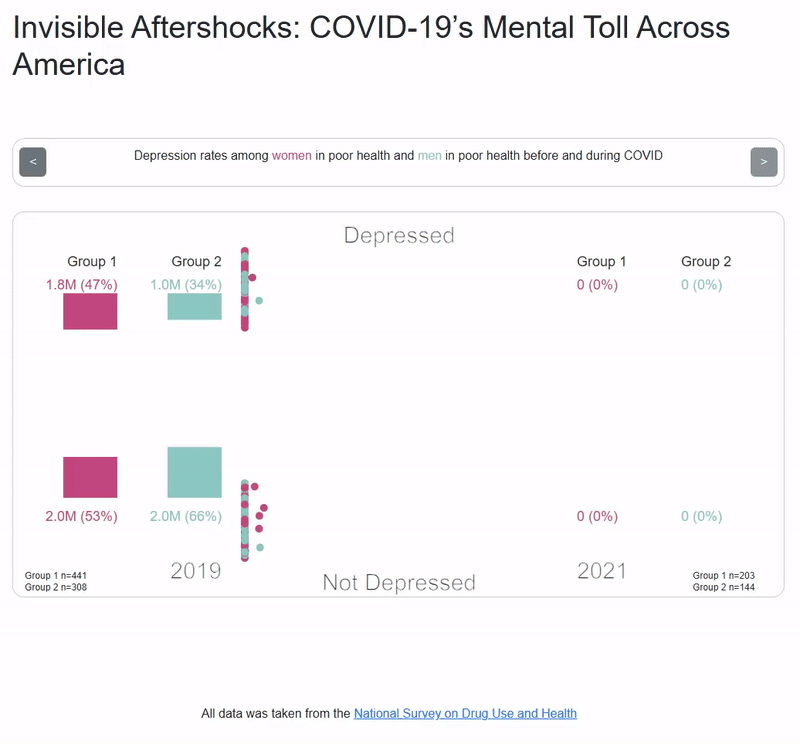 Invisible Aftershocks: COVID-19’s Mental Toll Across
America
<
Depression rates among women in poor health and men in poor health before and during COVID
>
Depressed
Group 1 Group 2 Group 1 Group 2
1.8M (47%) 1.0M (34%) 0 (0%) 0 (0%)
2.0M (53%) 2.0M (66%) 0 (0%) 0 (0%)
2019 2021
Not Depressed
Group 1 n=441 Group 1 n=203
Group 2 n=308 Group 2 n=144
All data was taken from the National Survey on Drug Use and Health